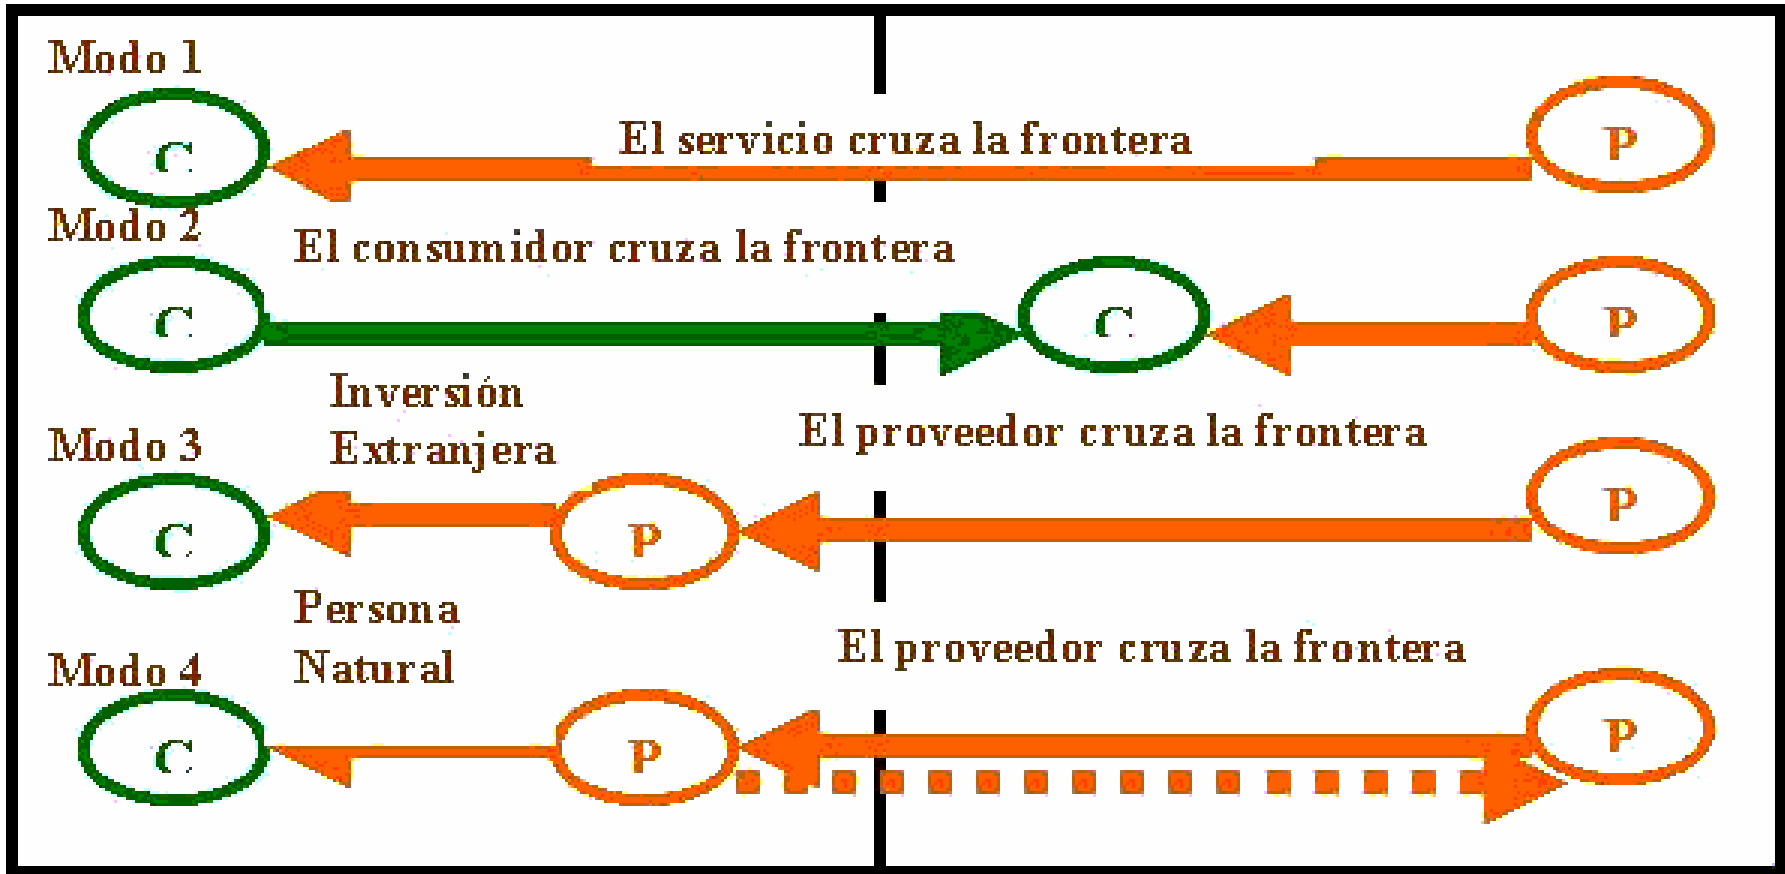 Modo 1
C
El servicio cruza la frontera
P
Modo 2
El consumidor cruza la frontera
C
C
P
Inversión
Extranjera
El proveedor cruza la frontera
Modo 3
C
P
P
Persona
Natural
El proveedor cruza la frontera
Modo 4
C
P
P